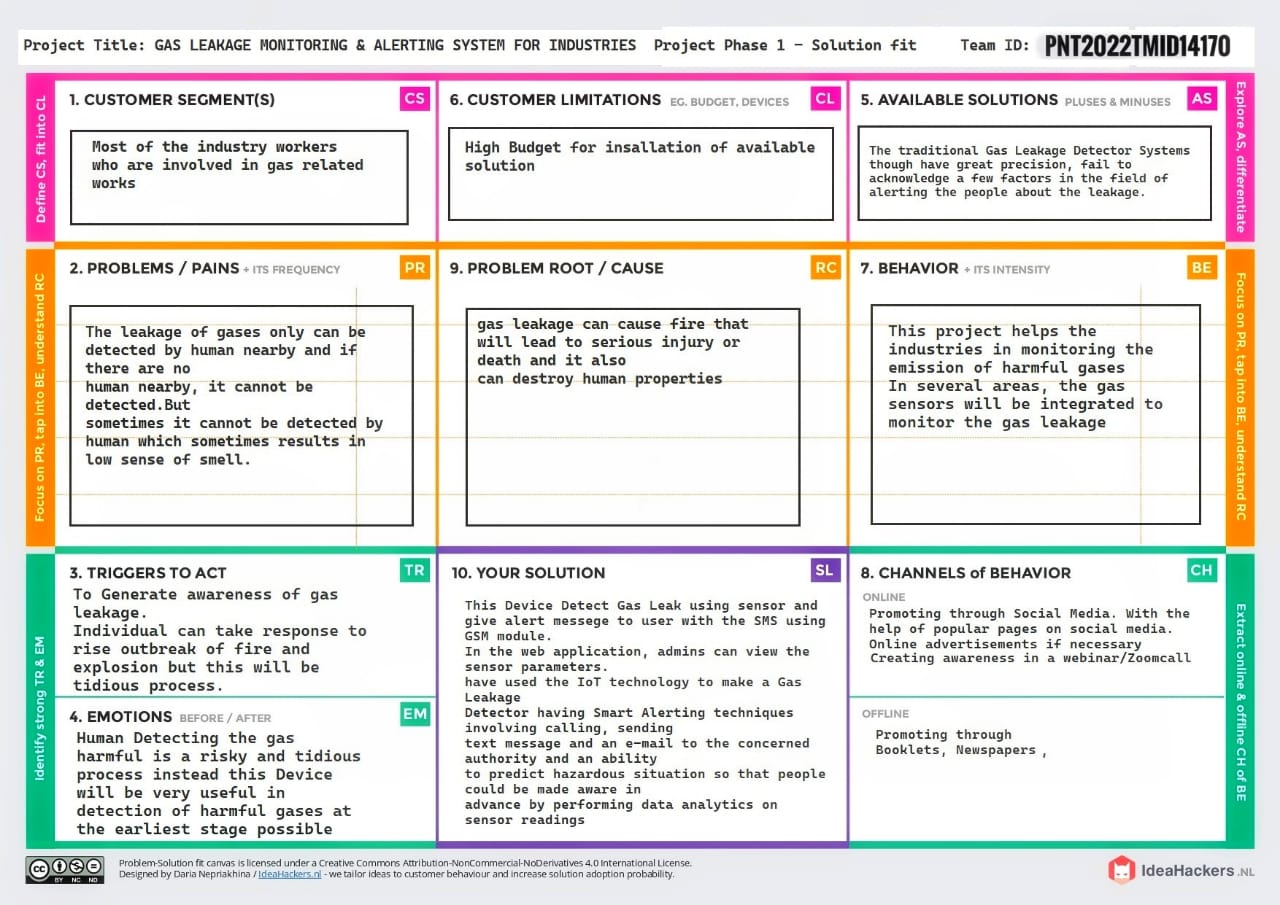 Project Title: GAS LEAKAGE MONITORING & ALERTING SYSTEM FOR INDUSTRIES Project Phase 1 - Solution fit Team ID: PNT2022TMID14170
Define CS, fit into CL
1. CUSTOMER SEGMENT(S) CS
Most of the industry workers
who are involved in gas related
works
6. CUSTOMER LIMITATIONS EG. BUDGET, DEVICES CL
High Budget for insallation of available
solution
5. AVAILABLE SOLUTIONS PLUSES & MINUSES AS
The traditional Gas Leakage Detector Systems
though have great precision, fail to
acknowledge a few factors in the field of
alerting the people about the leakage.
Explore AS, differentiate
Focus on PR, tap into BE, understand RC
2. PROBLEMS / PAINS + ITS FREQUENCY PR
The leakage of gases only can be
detected by human nearby and if
there are no
human nearby, it cannot be
detected.But
sometimes it cannot be detected by
human which sometimes results in
low sense of smell.
9. PROBLEM ROOT / CAUSE RC
gas leakage can cause fire that
will lead to serious injury or
death and it also
can destroy human properties
7. BEHAVIOR + ITS INTENSITY BE
This project helps the
industries in monitoring the
emission of harmful gases
In several areas, the gas
sensors will be integrated to
monitor the gas leakage
Focus on PR, tap into BE, understand RC
Identify strong TR & EM
3. TRIGGERS TO ACT TR
To Generate awareness of gas
leakage.
Individual can take response to
rise outbreak of fire and
explosion but this will be
tidious process.
4. EMOTIONS BEFORE / AFTER EM
Human Detecting the gas
harmful is a risky and tidious
process instead this Device
will be very useful in
detection of harmful gases at
the earliest stage possible
10. YOUR SOLUTION SL
This Device Detect Gas Leak using sensor and
give alert messege to user with the SMS using
GSM module.
In the web application, admins can view the
sensor parameters.
have used the IoT technology to make a Gas
Leakage
Detector having Smart Alerting techniques
involving calling, sending
text message and an e-mail to the concerned
authority and an ability
to predict hazardous situation so that people
could be made aware in
advance by performing data analytics on
sensor readings
8. CHANNELS of BEHAVIOR CH
ONLINE
Promoting through Social Media. With the
help of popular pages on social media.
Online advertisements if necessary
Creating awareness in a webinar/Zoomcall
OFFLINE
Promoting through
Booklets, Newspapers ,
Extract online & offline CH of BE
cc BY NC ND
Problem-Solution fit canvas is licensed under a Creative Commons Attribution-NonCommercial-NoDerivatives 4.0 International License.
Designed by Daria Nepriakhina / IdeaHackers.nl - we tailor ideas to customer behaviour and increase solution adoption probability.
IdeaHackers.NL